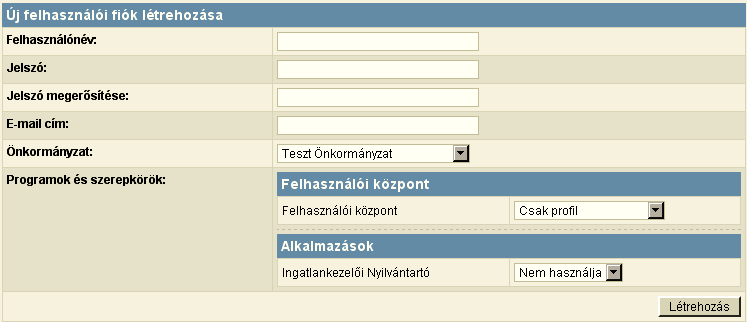 Új felhasználói fiók létrehozása
Felhasználónév:
Jelszó:
Jelszó megerősítése:
E-mail cím:
Önkormányzat: Teszt Önkormányzat
Programok és szerepkörök: Felhasználói központ
Felhasználói központ Csak profil
Alkalmazások
Ingatlankezelői Nyilvántartó Nem használja
Létrehozás